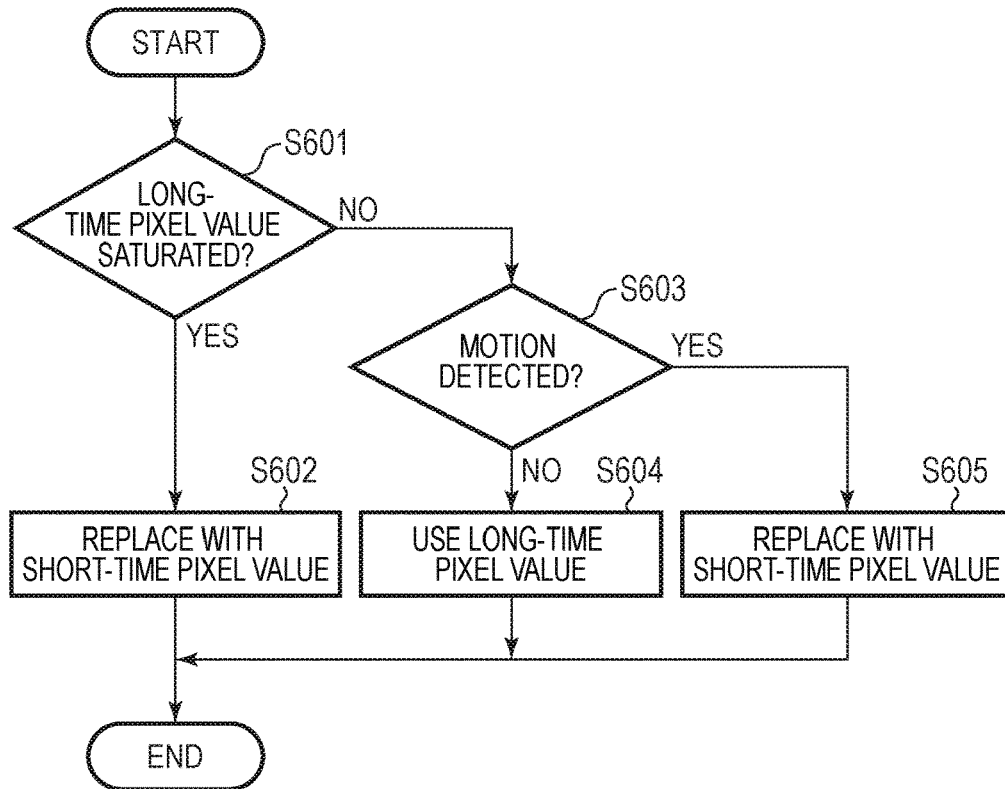 START
S601
LONG-
TIME PIXEL VALUE
SATURATED?
NO
YES
S603
MOTION
DETECTED?
YES
NO
S602
REPLACE WITH
SHORT-TIME PIXEL VALUE
S604
USE LONG-TIME
PIXEL VALUE
S605
REPLACE WITH
SHORT-TIME PIXEL VALUE
END